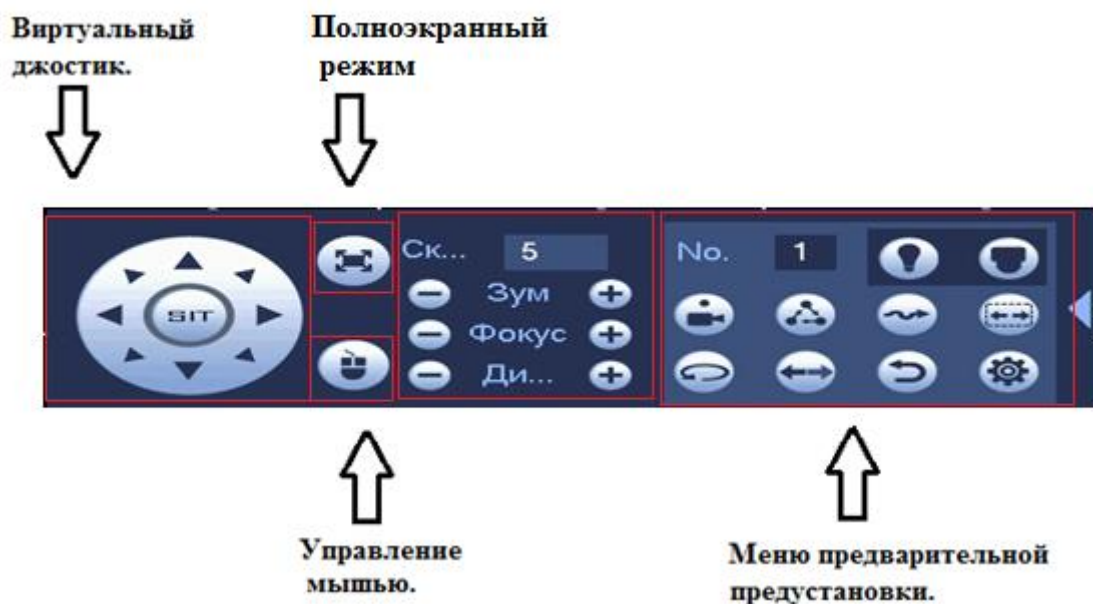 Виртуальный
джостик.
Полноэкранный
режим
SIT
Ск...
5
Зум
Фокус
Ди...
No.
1
Управление
мышью.
Меню предварительной
предустановки.